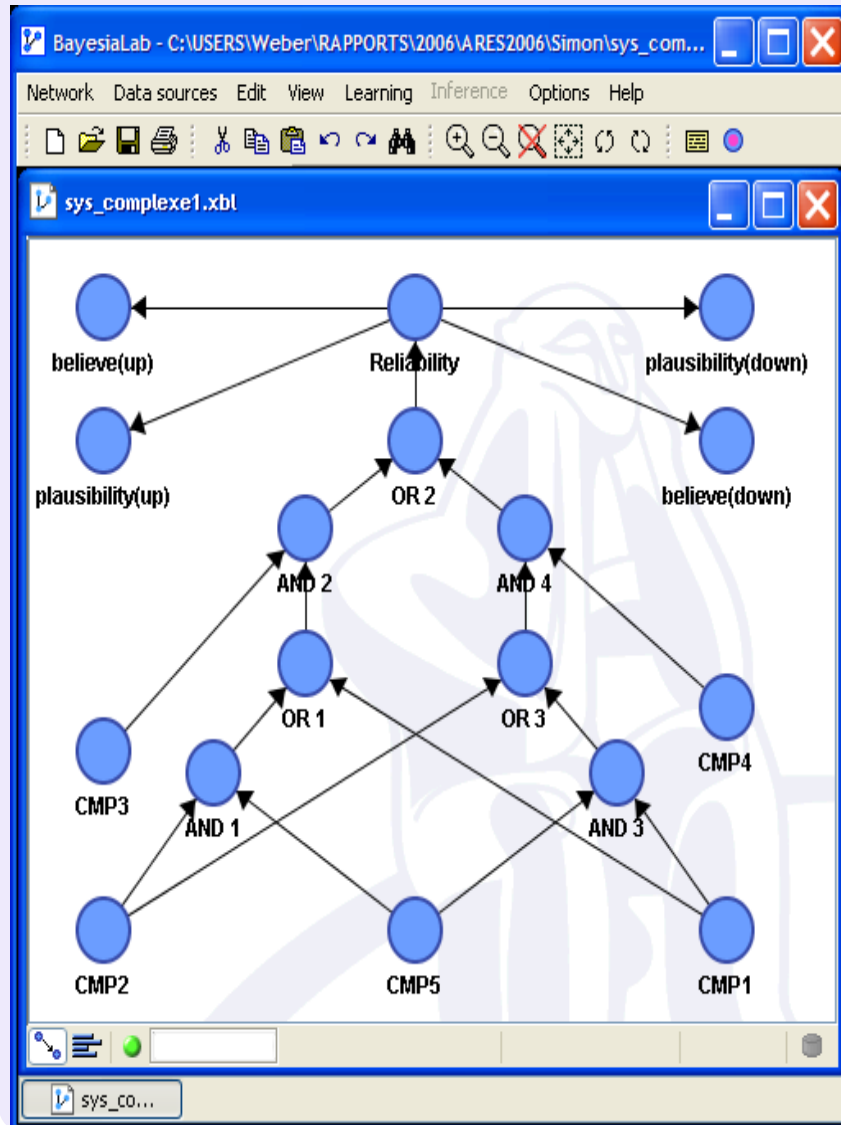 BayesiaLab - C:\USERS\Weber\RAPPORTS\2006\ARES2006\Simon\sys_com...
Network Data sources Edit View Learning Inference Options Help
sys_complexe1.xbl
believe(up) Reliability plausibility(down)
plausibility(up) OR 2 believe(down)
AND 2 AND 4
OR 1 OR 3
CMP4
CMP3
AND 1 AND 3
CMP2 CMP5 CMP1
sys_co...